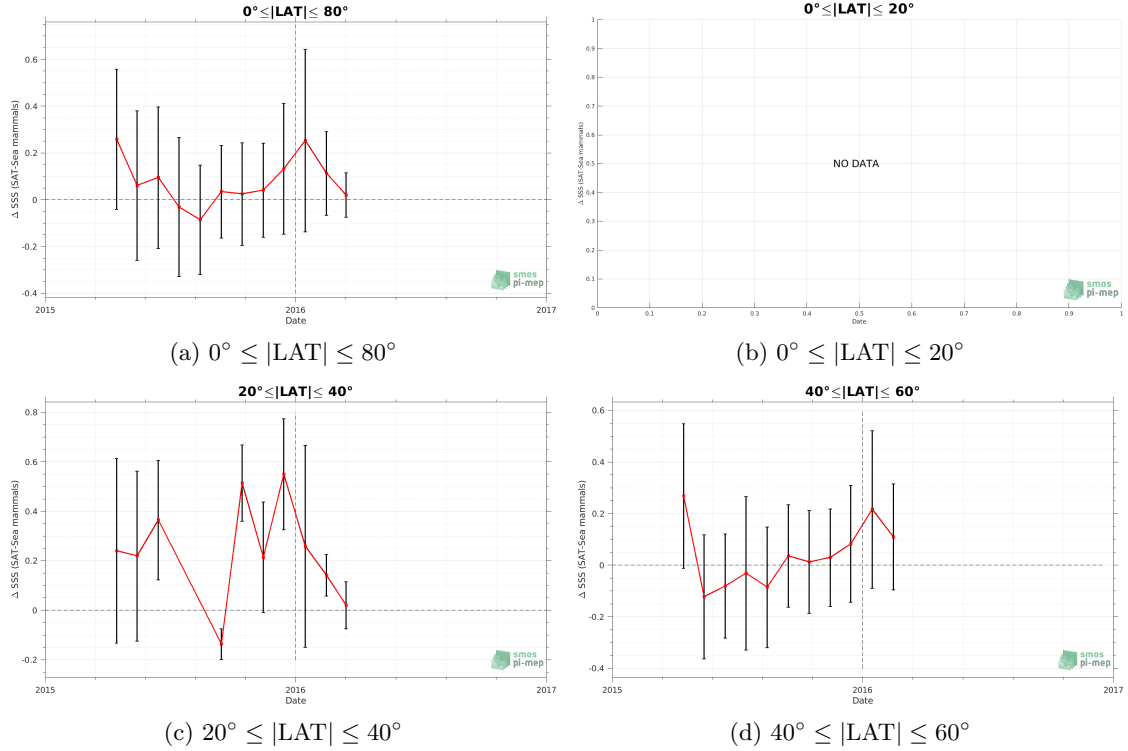 0°≤|LAT|≤ 80°
Δ SSS (SAT-Sea mammals)
0.6
0.4
0.2
0
-0.2
-0.4
2015
2016
2017
Date
smos
pi-mep
(a) 0° ≤ |LAT| ≤ 80°
0°≤|LAT|≤ 20°
Δ SSS (SAT-Sea mammals)
1
0.9
0.8
0.7
0.6
0.5
0.4
0.3
0.2
0.1
0
NO DATA
0 0.1 0.2 0.3 0.4 0.5 0.6 0.7 0.8 0.9 1
Date
smos
pi-mep
(b) 0° ≤ |LAT| ≤ 20°
20°≤|LAT|≤ 40°
Δ SSS (SAT-Sea mammals)
0.8
0.6
0.4
0.2
0
-0.2
2015
2016
2017
Date
smos
pi-mep
(c) 20° ≤ |LAT| ≤ 40°
40°≤|LAT|≤ 60°
Δ SSS (SAT-Sea mammals)
0.6
0.4
0.2
0
-0.2
-0.4
2015
2016
2017
Date
smos
pi-mep
(d) 40° ≤ |LAT| ≤ 60°